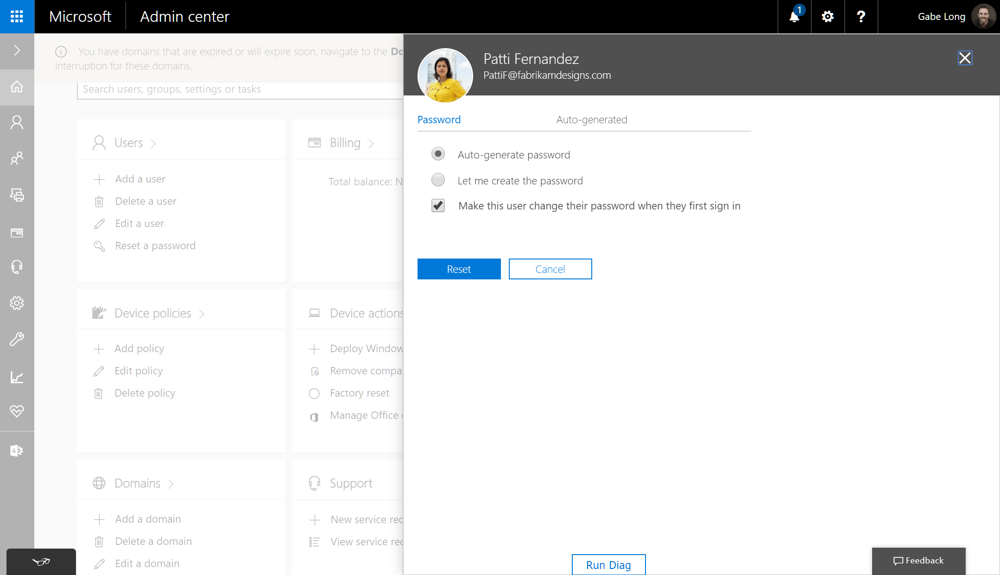 Microsoft
Admin center
1
Gabe Long
You have domains that are expired or will expire soon, navigate to the
interruption for these domains.
Search users, groups, settings or tasks
Users
Add a user
Delete a user
Edit a user
Reset a password
Billing
Total balance:
Device policies
Add policy
Edit policy
Delete policy
Device actions
Deploy
Remove
Factory reset
Manage Office
Domains
Add a domain
Delete a domain
Edit a domain
Support
New service
View service
Patti Fernandez
PattiF@fabrikamdesigns.com
Password
Auto-generated
Auto-generate password
Let me create the password
Make this user change their password when they first sign in
Reset
Cancel
Run Diag
Feedback